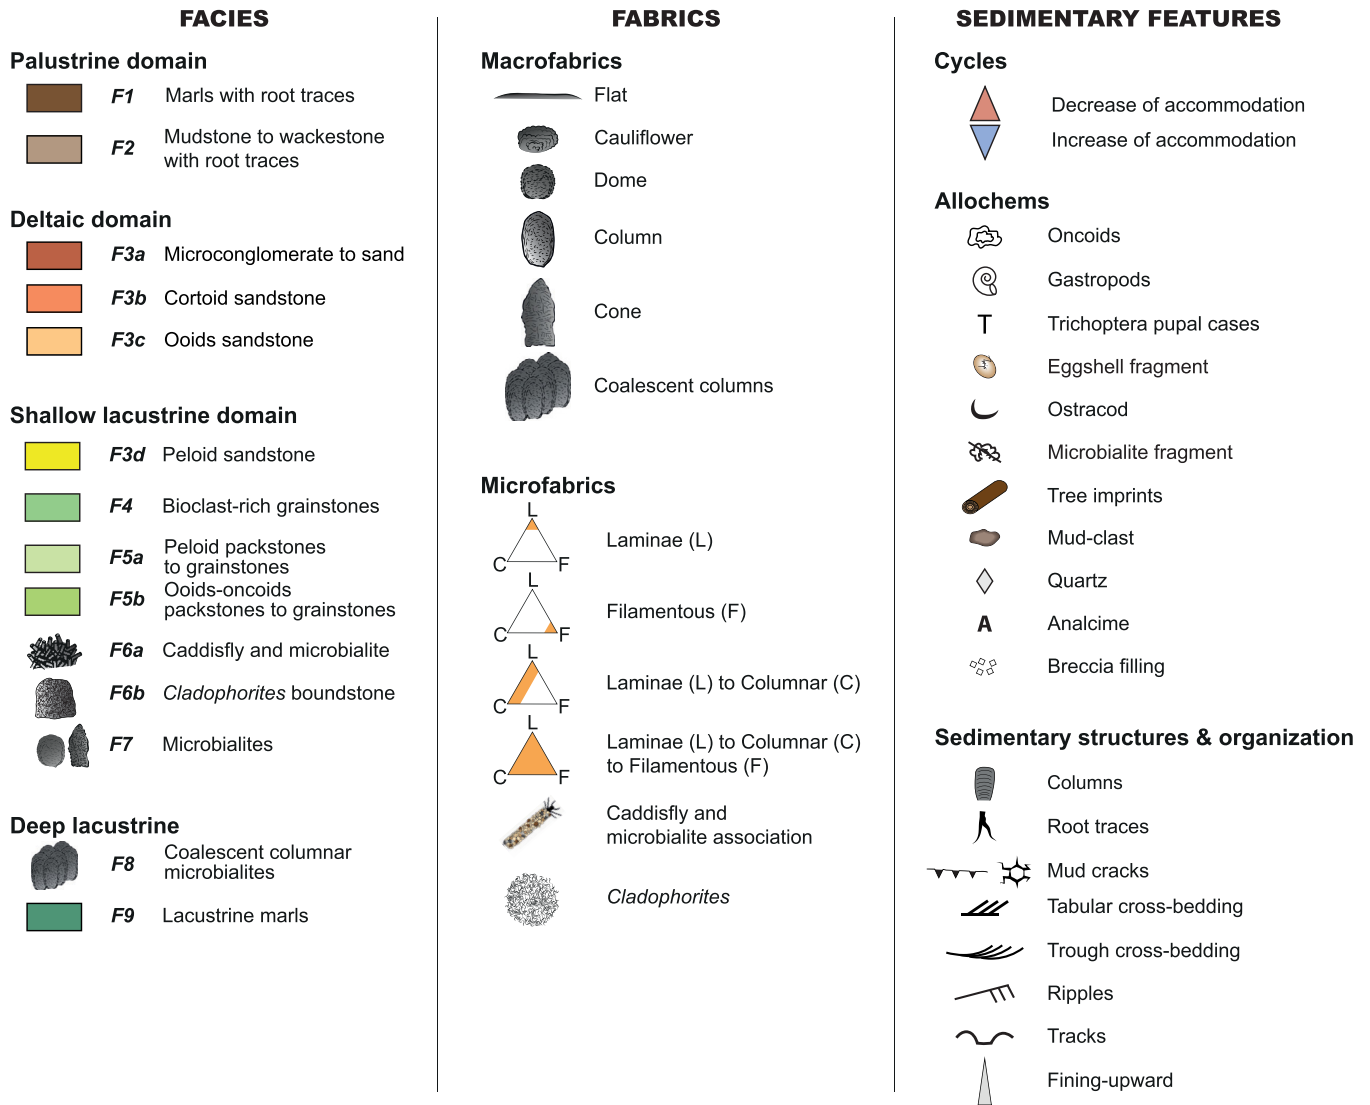 FACIES
Palustrine domain
F1 Marls with root traces
F2 Mudstone to wackestone
with root traces
Deltaic domain
F3a Microconglomerate to sand
F3b Cortoid sandstone
F3c Ooids sandstone
Shallow lacustrine domain
F3d Peloid sandstone
F4 Bioclast-rich grainstones
F5a Peloid packstones
to grainstones
F5b Ooids-oncoids
packstones to grainstones
F6a Caddisfly and microbialite
F6b Cladophorites boundstone
F7 Microbialites
Deep lacustrine
F8 Coalescent columnar
microbialites
F9 Lacustrine marls
FABRICS
Macrofabrics
Flat
Cauliflower
Dome
Column
Cone
Coalescent columns
Microfabrics
L
C F
Laminae (L)
L
C F
Filamentous (F)
L
C F
Laminae (L) to Columnar (C)
L
C F
Laminae (L) to Columnar (C)
to Filamentous (F)
Caddisfly and
microbialite association
Cladophorites
SEDIMENTARY FEATURES
Cycles
Decrease of accommodation
Increase of accommodation
Allochems
Oncoids
Gastropods
T Trichoptera pupal cases
Eggshell fragment
Ostracod
Microbialite fragment
Tree imprints
Mud-clast
Quartz
A Analcime
Breccia filling
Sedimentary structures & organization
Columns
Root traces
Mud cracks
Tabular cross-bedding
Trough cross-bedding
Ripples
Tracks
Fining-upward